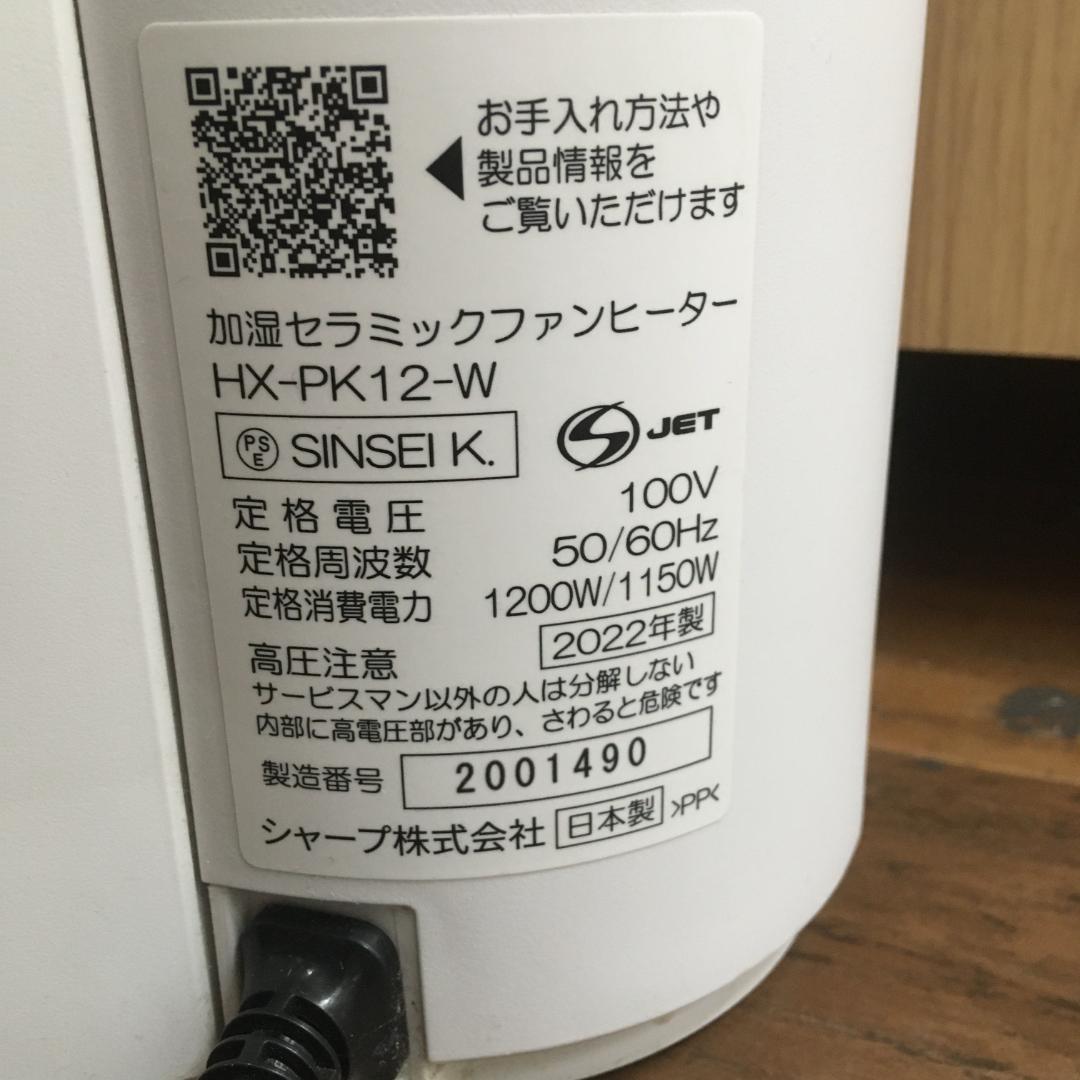 お手入れ方法や
製品情報を
ご覧いただけます
加湿セラミックファンヒーター
HX-PK12-W
PSE SINSEI K.
S JET
定格電圧 100V
定格周波数 50/60Hz
定格消費電力 1200W/1150W
2022年製
高圧注意
サービスマン以外の人は分解しない
内部に高電圧部があり、さわると危険です
製造番号 2001490
シャープ株式会社 日本製 >PP<